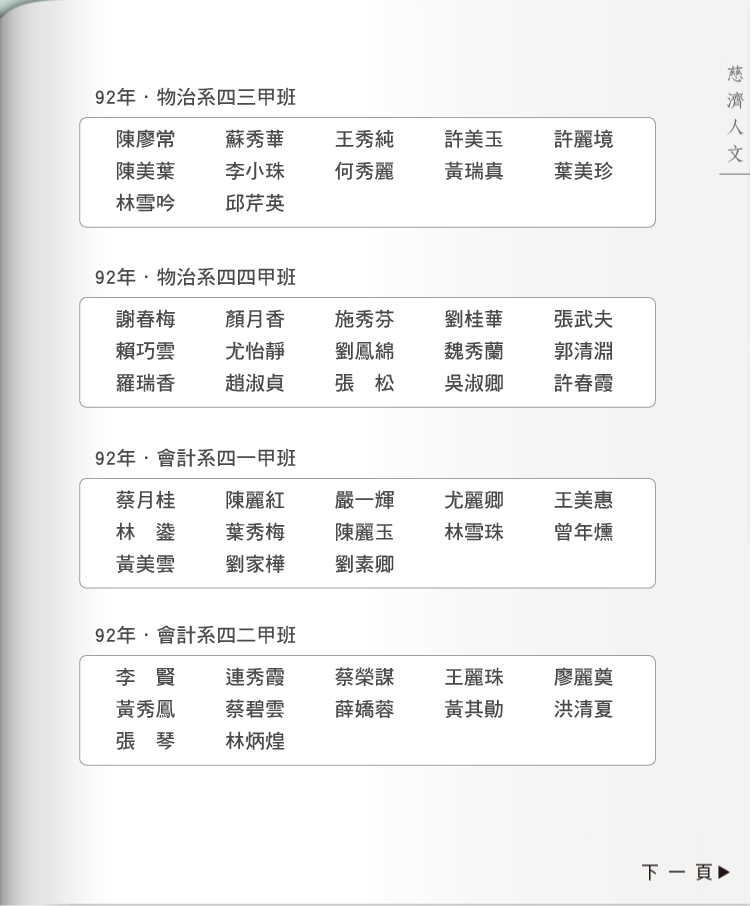 慈濟人文
92年．物治系四三甲班
陳廖常 蘇秀華 王秀純 許美玉 許麗境
陳美葉 李小珠 何秀麗 黃瑞真 葉美珍
林雪吟 邱芹英
92年．物治系四四甲班
謝春梅 顏月香 施秀芬 劉桂華 張武夫
賴巧雲 尤怡靜 劉鳳綿 魏秀蘭 郭清淵
羅瑞香 趙淑貞 張　松 吳淑卿 許春霞
92年．會計系四一甲班
蔡月桂 陳麗紅 嚴一輝 尤麗卿 王美惠
林　鍌 葉秀梅 陳麗玉 林雪珠 曾年燻
黃美雲 劉家樺 劉素卿
92年．會計系四二甲班
李　賢 連秀霞 蔡榮謀 王麗珠 廖麗奠
黃秀鳳 蔡碧雲 薛嬌蓉 黃其勛 洪清夏
張　琴 林炳煌
下一頁▶